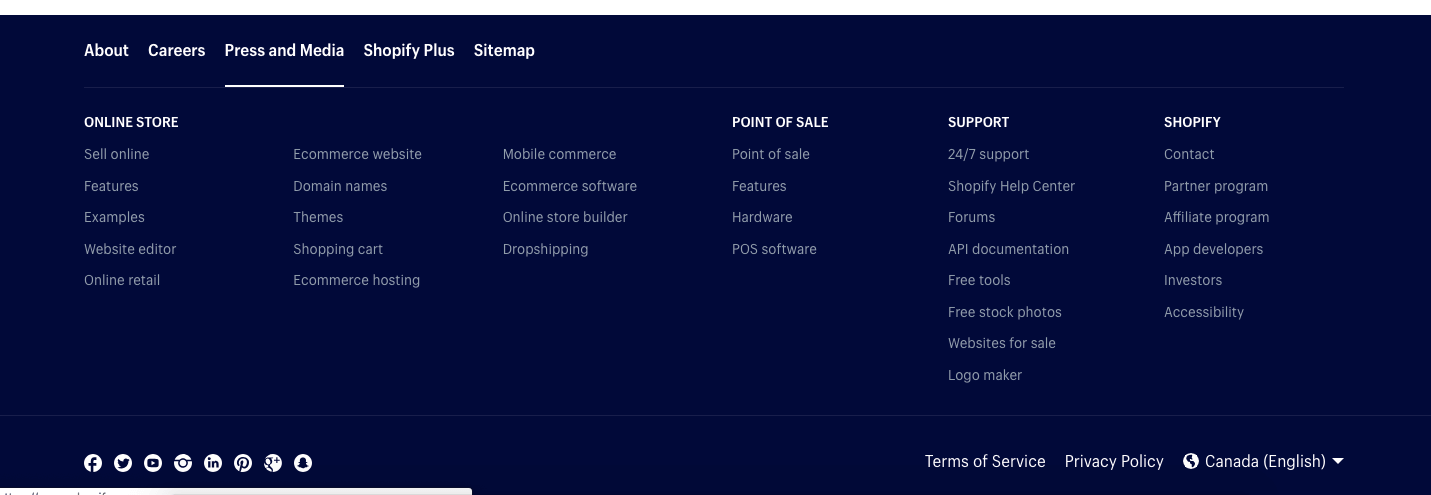 About Careers Press and Media Shopify Plus Sitemap
ONLINE STORE
Sell online
Features
Examples
Website editor
Online retail
Ecommerce website
Domain names
Themes
Shopping cart
Ecommerce hosting
Mobile commerce
Ecommerce software
Online store builder
Dropshipping
POINT OF SALE
Point of sale
Features
Hardware
POS software
SUPPORT
24/7 support
Shopify Help Center
Forums
API documentation
Free tools
Free stock photos
Websites for sale
Logo maker
SHOPIFY
Contact
Partner program
Affiliate program
App developers
Investors
Accessibility
Terms of Service Privacy Policy Canada (English)